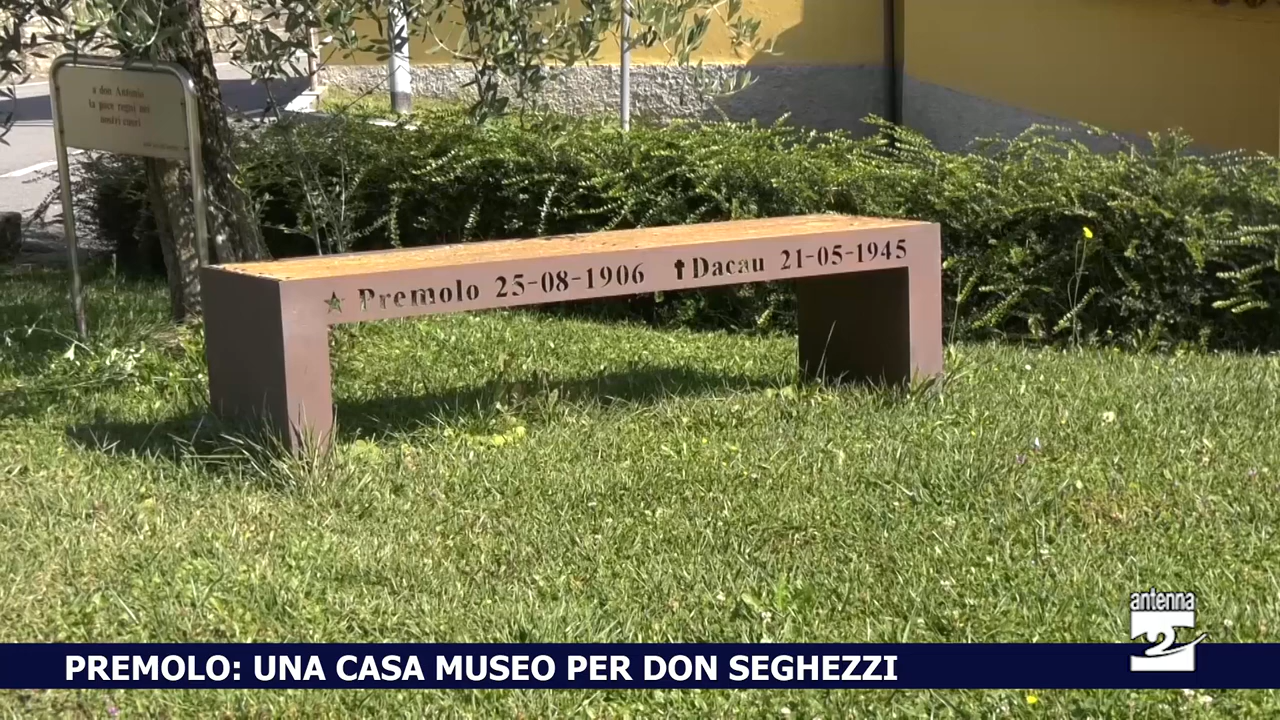 a don Antonio
la pace regni nei
nostri cuori
★ Premolo 25-08-1906 ✝Dacau 21-05-1945
antenna
2
PREMOLO: UNA CASA MUSEO PER DON SEGHEZZI